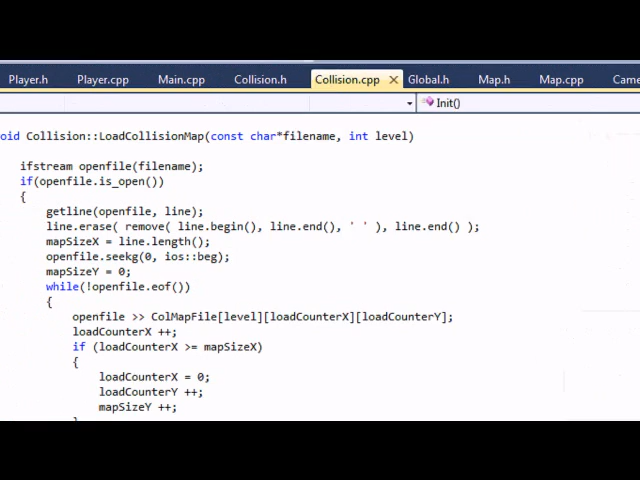 Player.h Player.cpp Main.cpp Collision.h Collision.cpp Global.h Map.h Map.cpp Came
Init()
oid Collision::LoadCollisionMap(const char*filename, int level)
ifstream openfile(filename);
if(openfile.is_open())
{
getline(openfile, line);
line.erase( remove( line.begin(), line.end(), ' ' ), line.end() );
mapSizeX = line.length();
openfile.seekg(0, ios::beg);
mapSizeY = 0;
while(!openfile.eof())
{
openfile >> ColMapFile[level][loadCounterX][loadCounterY];
loadCounterX ++;
if (loadCounterX >= mapSizeX)
{
loadCounterX = 0;
loadCounterY ++;
mapSizeY ++;